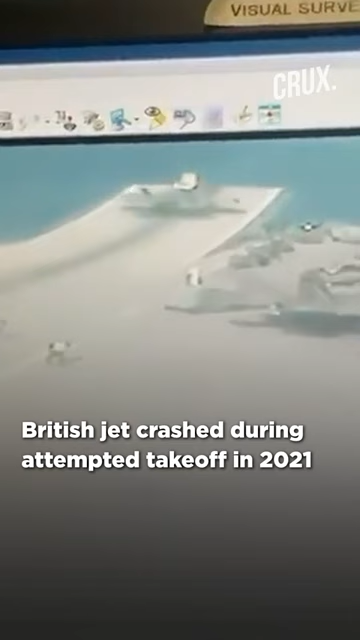 VISUAL SURVE
CRUX.
British jet crashed during
attempted takeoff in 2021